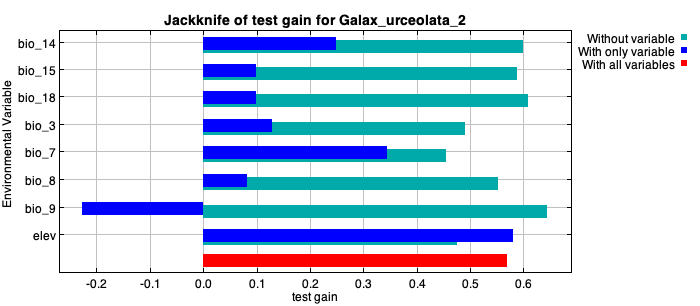 Jackknife of test gain for Galax_urceolata_2
Environmental Variable
bio_14
bio_15
bio_18
bio_3
bio_7
bio_8
bio_9
elev
-0.2 -0.1 0.0 0.1 0.2 0.3 0.4 0.5 0.6
test gain
Without variable
With only variable
With all variables